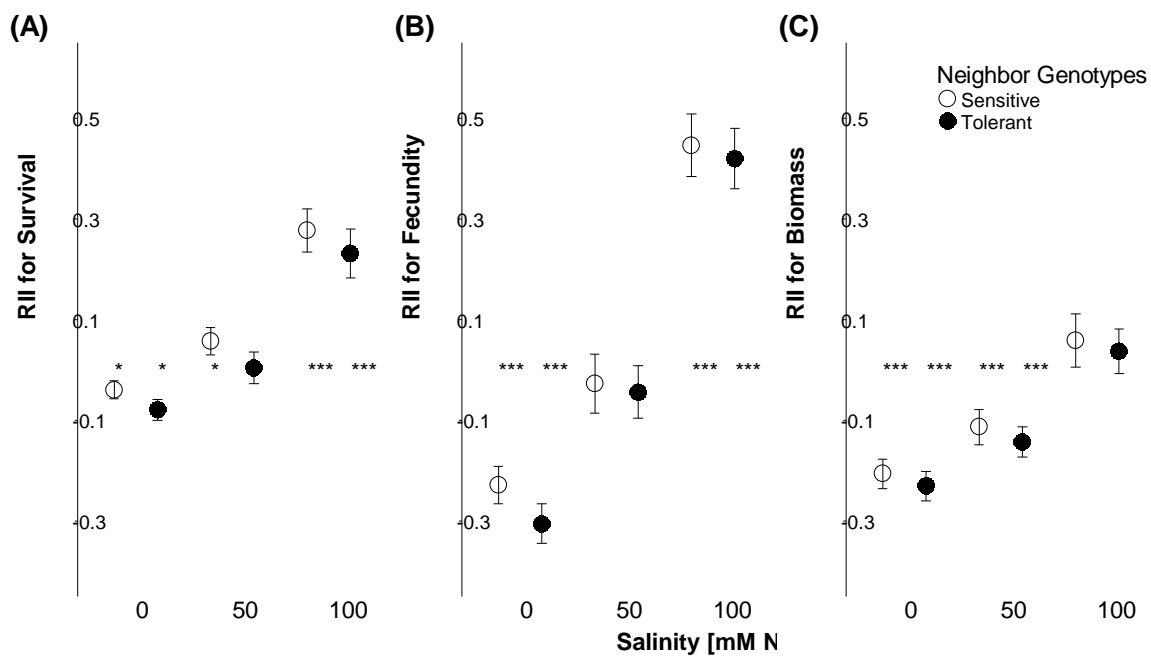 (A)
(B)
(C)
Neighbor Genotypes
Sensitive
Tolerant
RII for Survival
0.5
0.3
0.1
-0.1
-0.3
* * * *** ***
0 50 100
RII for Fecundity
0.5
0.3
0.1
-0.1
-0.3
*** *** *** ***
0 50 100
RII for Biomass
0.5
0.3
0.1
-0.1
-0.3
*** *** *** ***
0 50 100
Salinity [mM N